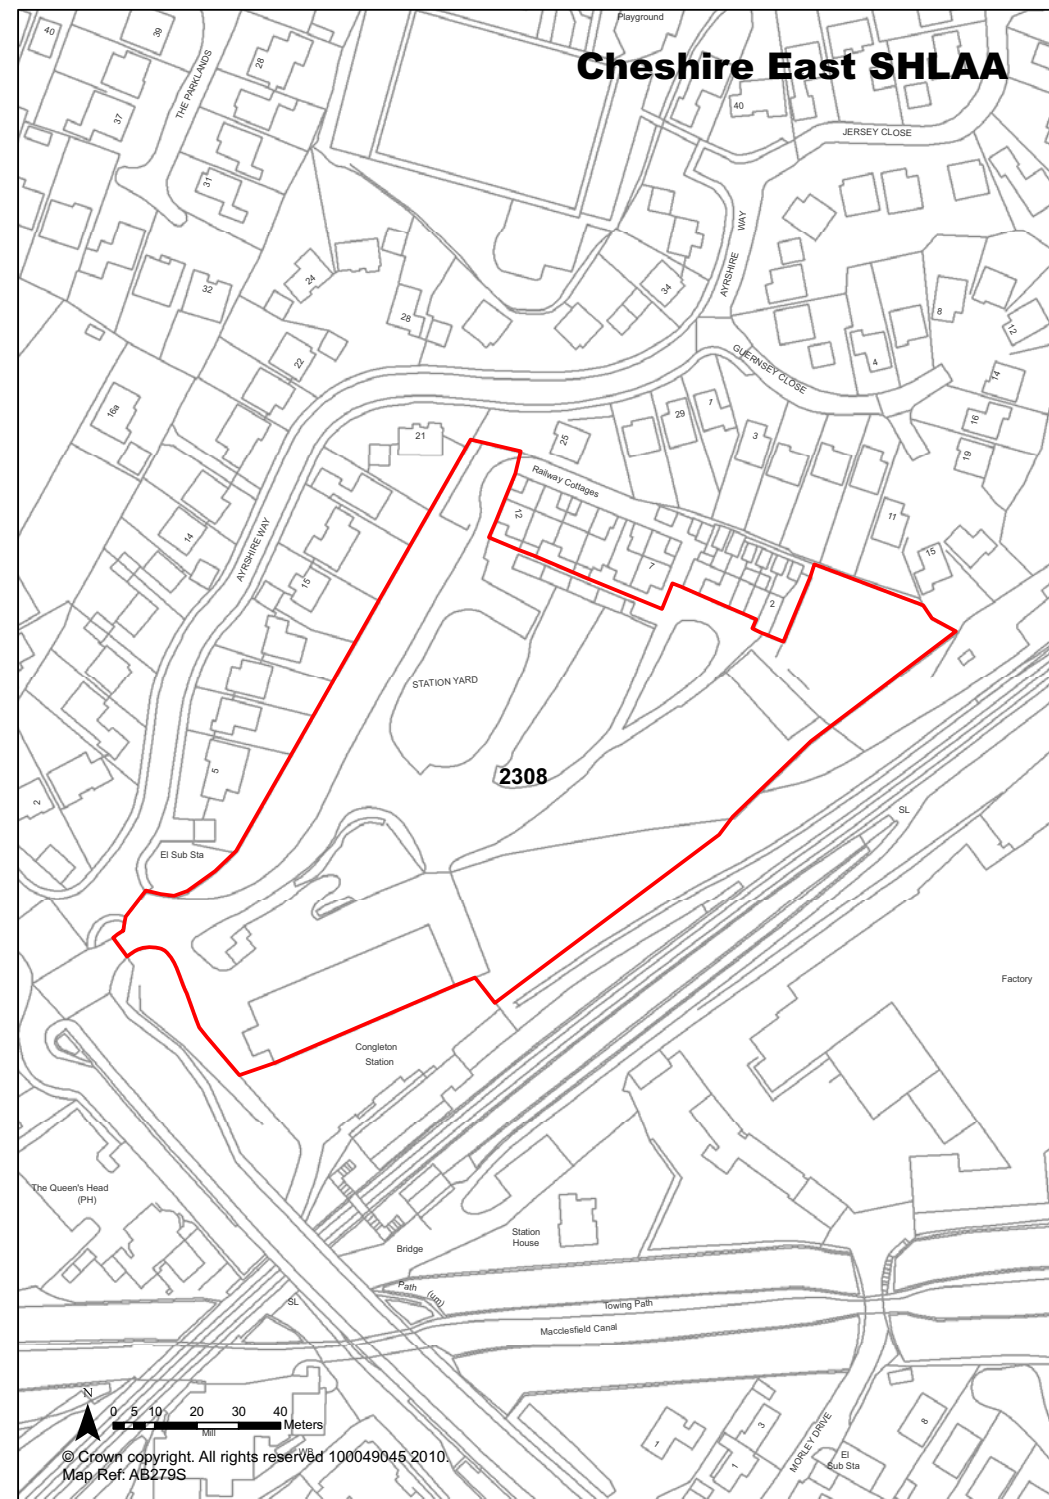 Playground
Cheshire East SHLAA
40
39
28
THE PARKLANDS
37
40
JERSEY CLOSE
31
AYRSHIRE WAY
24
32
28
34
8
12
22
GUERNSEY CLOSE
4
14
16a
21
25
29
1
3
16
19
Railway Cottages
12
14
AYRSHIRE WAY
15
7
2
11
15
STATION YARD
5
2308
2
SL
El Sub Sta
Factory
Congleton
Station
The Queen's Head
(PH)
Station
House
Bridge
Path (um)
SL
Towing Path
Macclesfield Canal
N
0 5 10 20 30 40
Meters
Mill
WB
1
3
1
8
MORLEY DRIVE
El
Sub Sta
© Crown copyright. All rights reserved 100049045 2010.
Map Ref: AB279S